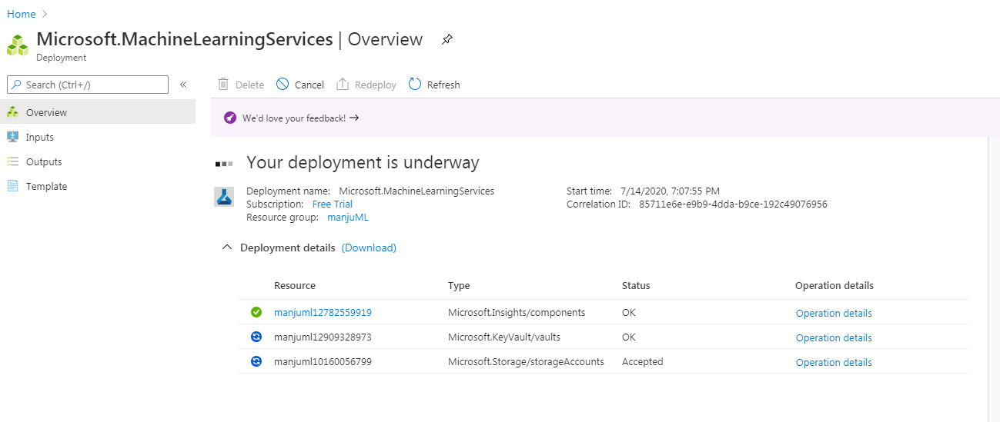 Home
Microsoft.MachineLearningServices | Overview
Deployment
Search (Ctrl+/)
Delete Cancel Redeploy Refresh
Overview
Inputs
Outputs
Template
We'd love your feedback! →
Your deployment is underway
Deployment name: Microsoft.MachineLearningServices Start time: 7/14/2020, 7:07:55 PM
Subscription: Free Trial Correlation ID: 85711e6e-e9b9-4dda-b9ce-192c49076956
Resource group: manjuML
Deployment details (Download)
Resource Type Status Operation details
manjuml12782559919 Microsoft.Insights/components OK Operation details
manjuml12909328973 Microsoft.KeyVault/vaults OK Operation details
manjuml10160056799 Microsoft.Storage/storageAccounts Accepted Operation details